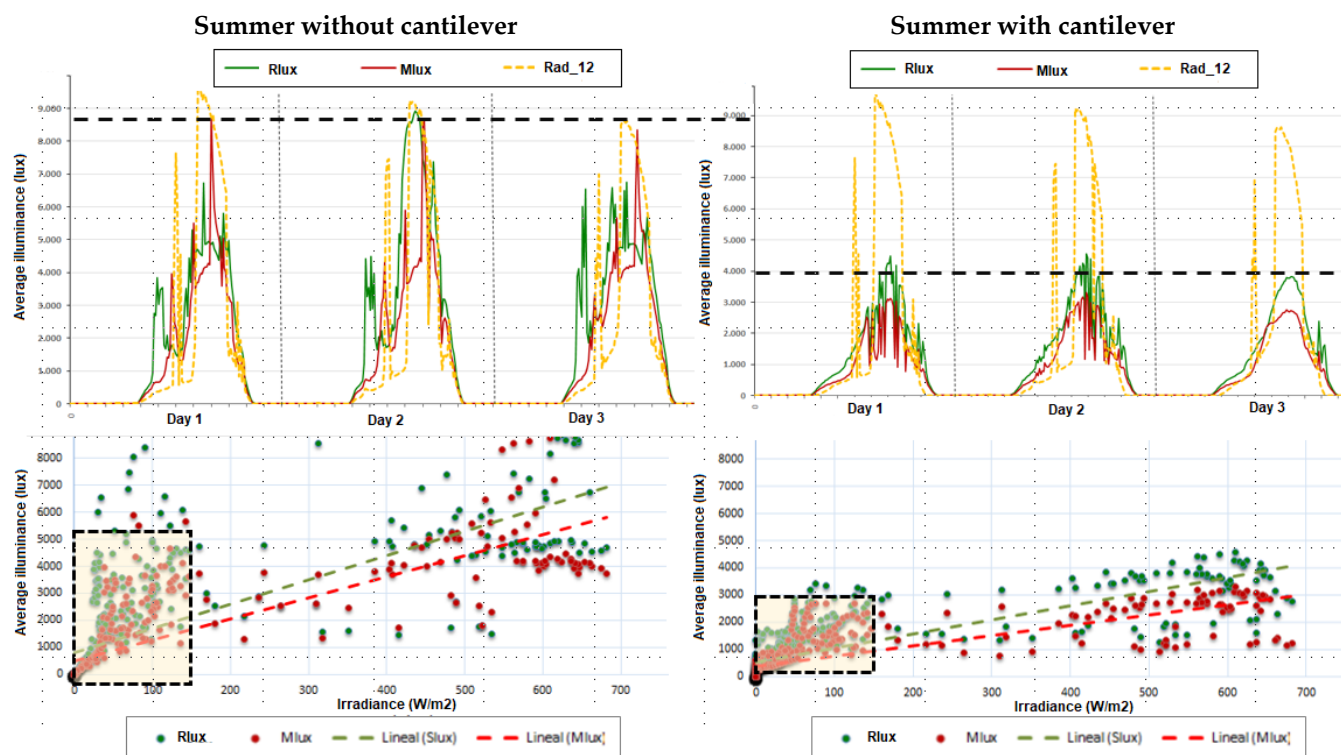 Summer without cantilever
Summer with cantilever
Rlux Mlux Rad_12
Average illuminance (lux)
9.000
8.000
7.000
6.000
5.000
4.000
3.000
2.000
1.000
0
0
Day 1 Day 2 Day 3
Rlux Mlux Rad_12
Average illuminance (lux)
9.000
8.000
7.000
6.000
5.000
4.000
3.000
2.000
1.000
0
0
Day 1 Day 2 Day 3
Average illuminance (lux)
8000
7000
6000
5000
4000
3000
2000
1000
0
0 100 200 300 400 500 600 700
Irradiance (W/m2)
Rlux Mlux Lineal (Slux) Lineal (Mlux)
Average illuminance (lux)
8000
7000
6000
5000
4000
3000
2000
1000
0
0 100 200 300 400 500 600 700
Irradiance (W/m2)
Rlux Mlux Lineal (Slux) Lineal (Mlux)